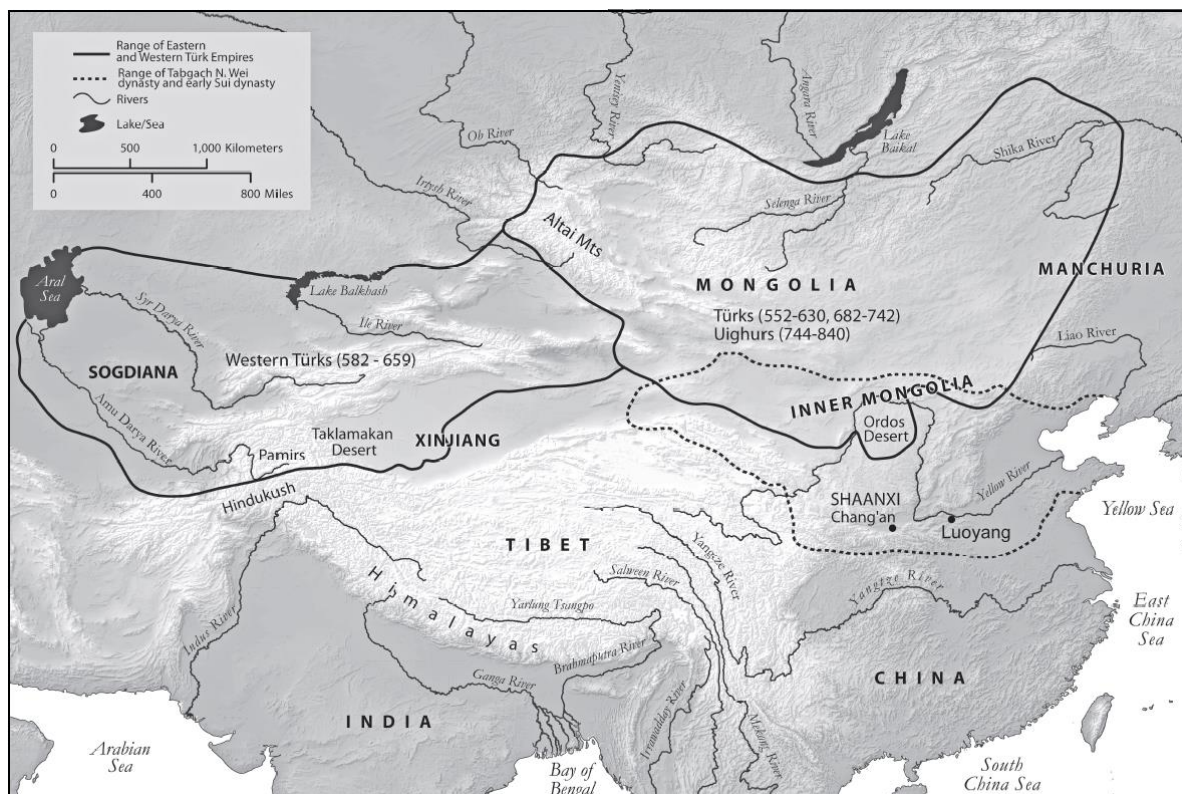 Range of Eastern
and Western Türk Empires
Range of Tabgach N. Wei
dynasty and early Sui dynasty
Rivers
Lake/Sea
0 500 1,000 Kilometers
0 400 800 Miles
Ob River
Yenisey River
Angara River
Lake
Baikal
Shika River
Irtysh River
Selenga River
Altai Mts
Aral
Sea
Lake Balkhash
MONGOLIA
MANCHURIA
Syr Darya River
Ile River
Türks (552-630, 682-742)
Uighurs (744-840)
Liao River
Western Türks (582 - 659)
SOGDIANA
INNER MONGOLIA
Amu Darya River
Ordos
Desert
Taklamakan
Desert
XINJIANG
Pamirs
Hindukush
SHAANXI
Chang'an
Yellow River
Luoyang
Yellow Sea
TIBET
Yangze River
Himalayas
Salween River
Yarlung Tsangpo
Yangtze River
East
China
Sea
Indus River
Brahmaputra River
Ganga River
CHINA
INDIA
Irrawadday River
Mekong River
Arabian
Sea
Bay of
Bengal
South
China Sea